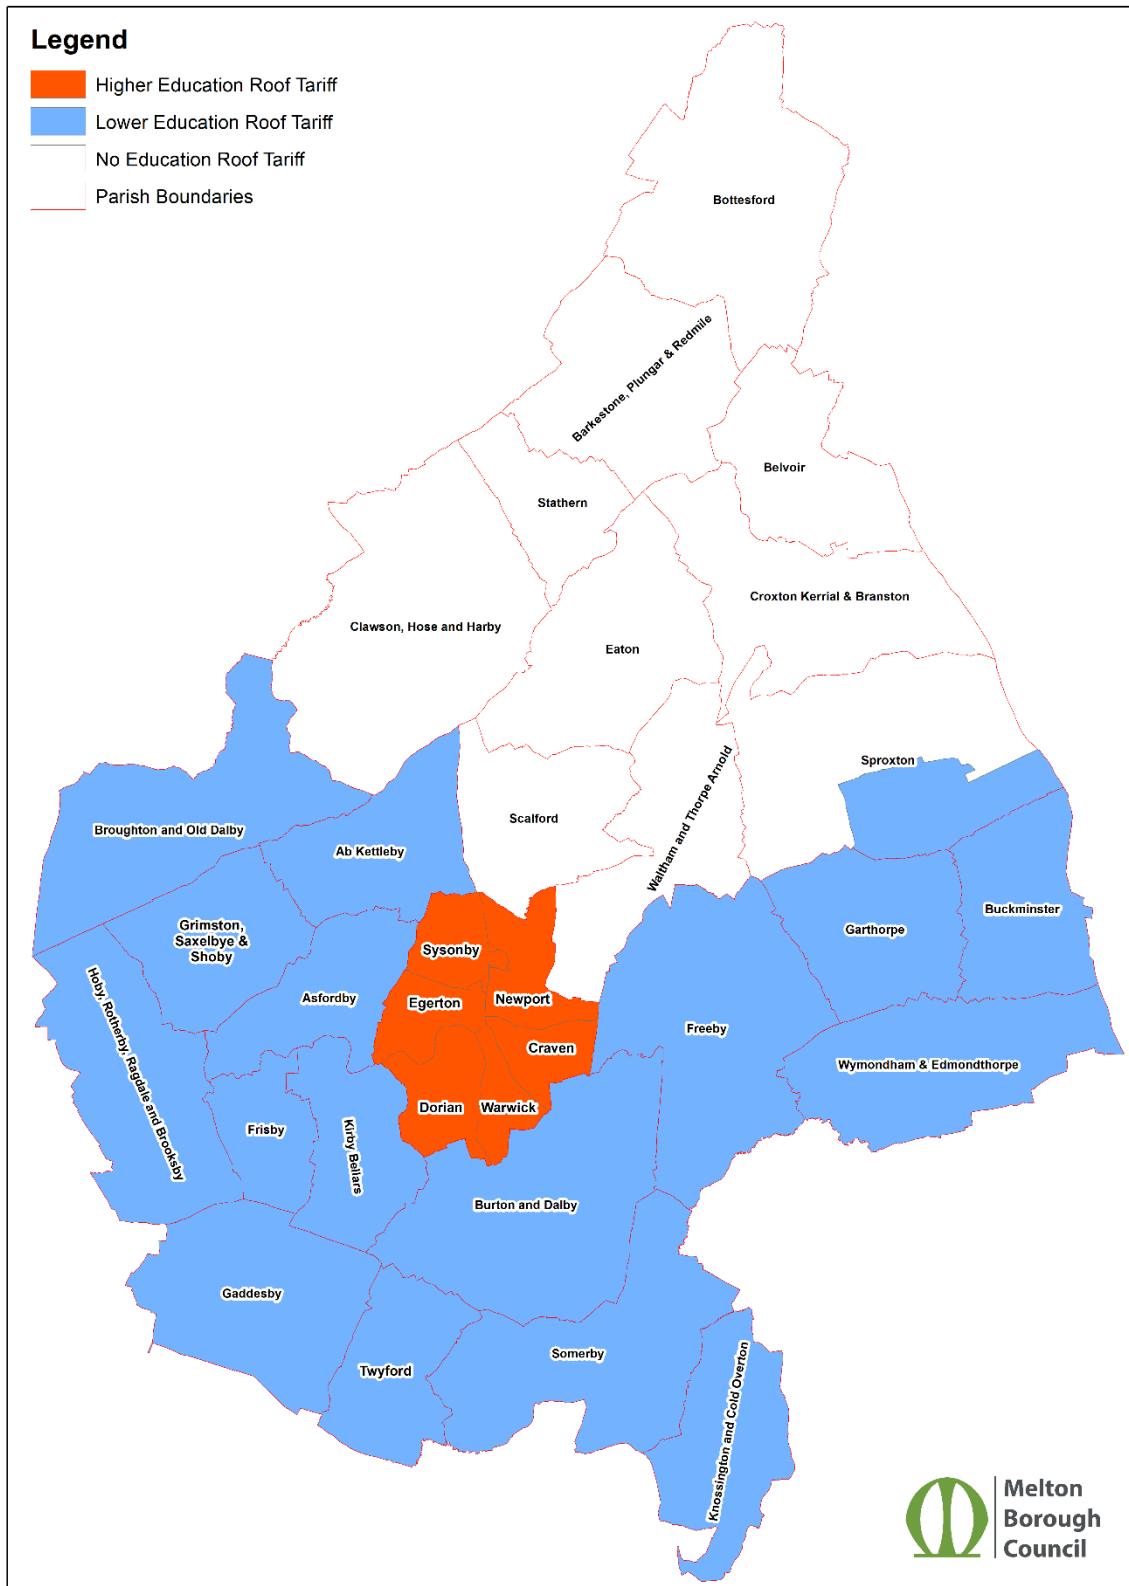 Legend
Higher Education Roof Tariff
Lower Education Roof Tariff
No Education Roof Tariff
Parish Boundaries
Bottesford
Barkestone, Plungar & Redmile
Belvoir
Stathern
Croxton Kerrial & Branston
Clawson, Hose and Harby
Eaton
Sproxton
Waltham and Thorpe Arnold
Scalford
Broughton and Old Dalby
Ab Kettleby
Buckminster
Garthorpe
Grimston,
Saxelbye &
Shoby
Sysonby
Asfordby
Egerton
Newport
Freeby
Craven
Wymondham & Edmondthorpe
Hoby, Rotherby, Ragdale and Brooksby
Dorian
Warwick
Frisby
Kirby Bellars
Burton and Dalby
Gaddesby
Somerby
Twyford
Knossington and Cold Overton
Melton
Borough
Council